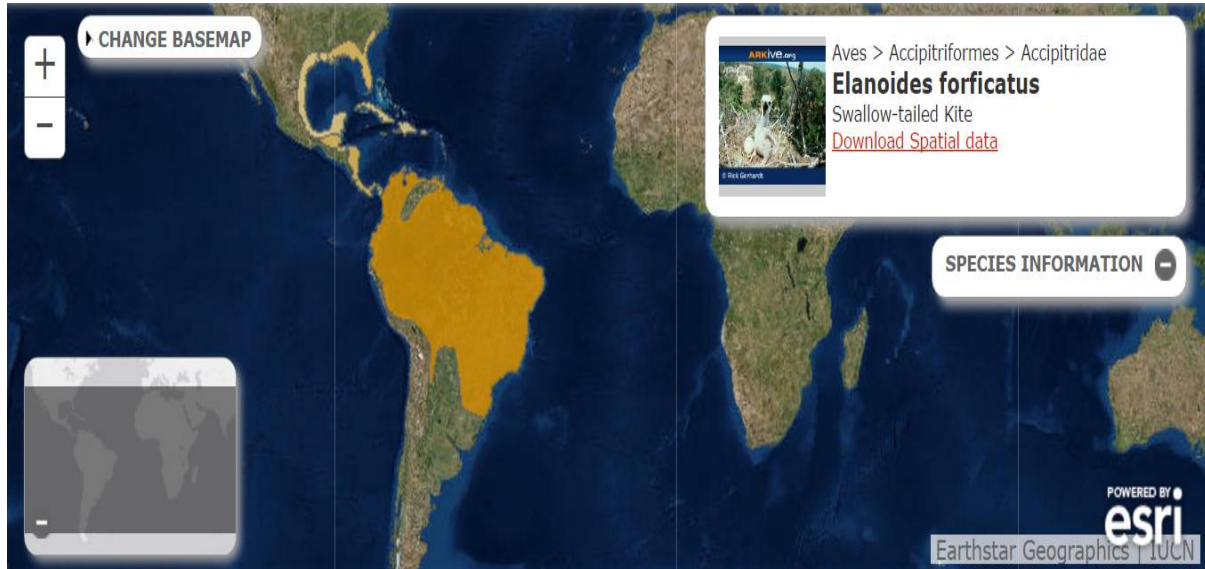 +
CHANGE BASEMAP
−
ARKive.org
© Rick Gerhardt
Aves > Accipitriformes > Accipitridae
Elanoides forficatus
Swallow-tailed Kite
Download Spatial data
SPECIES INFORMATION −
−
POWERED BY
esri
Earthstar Geographics | IUCN